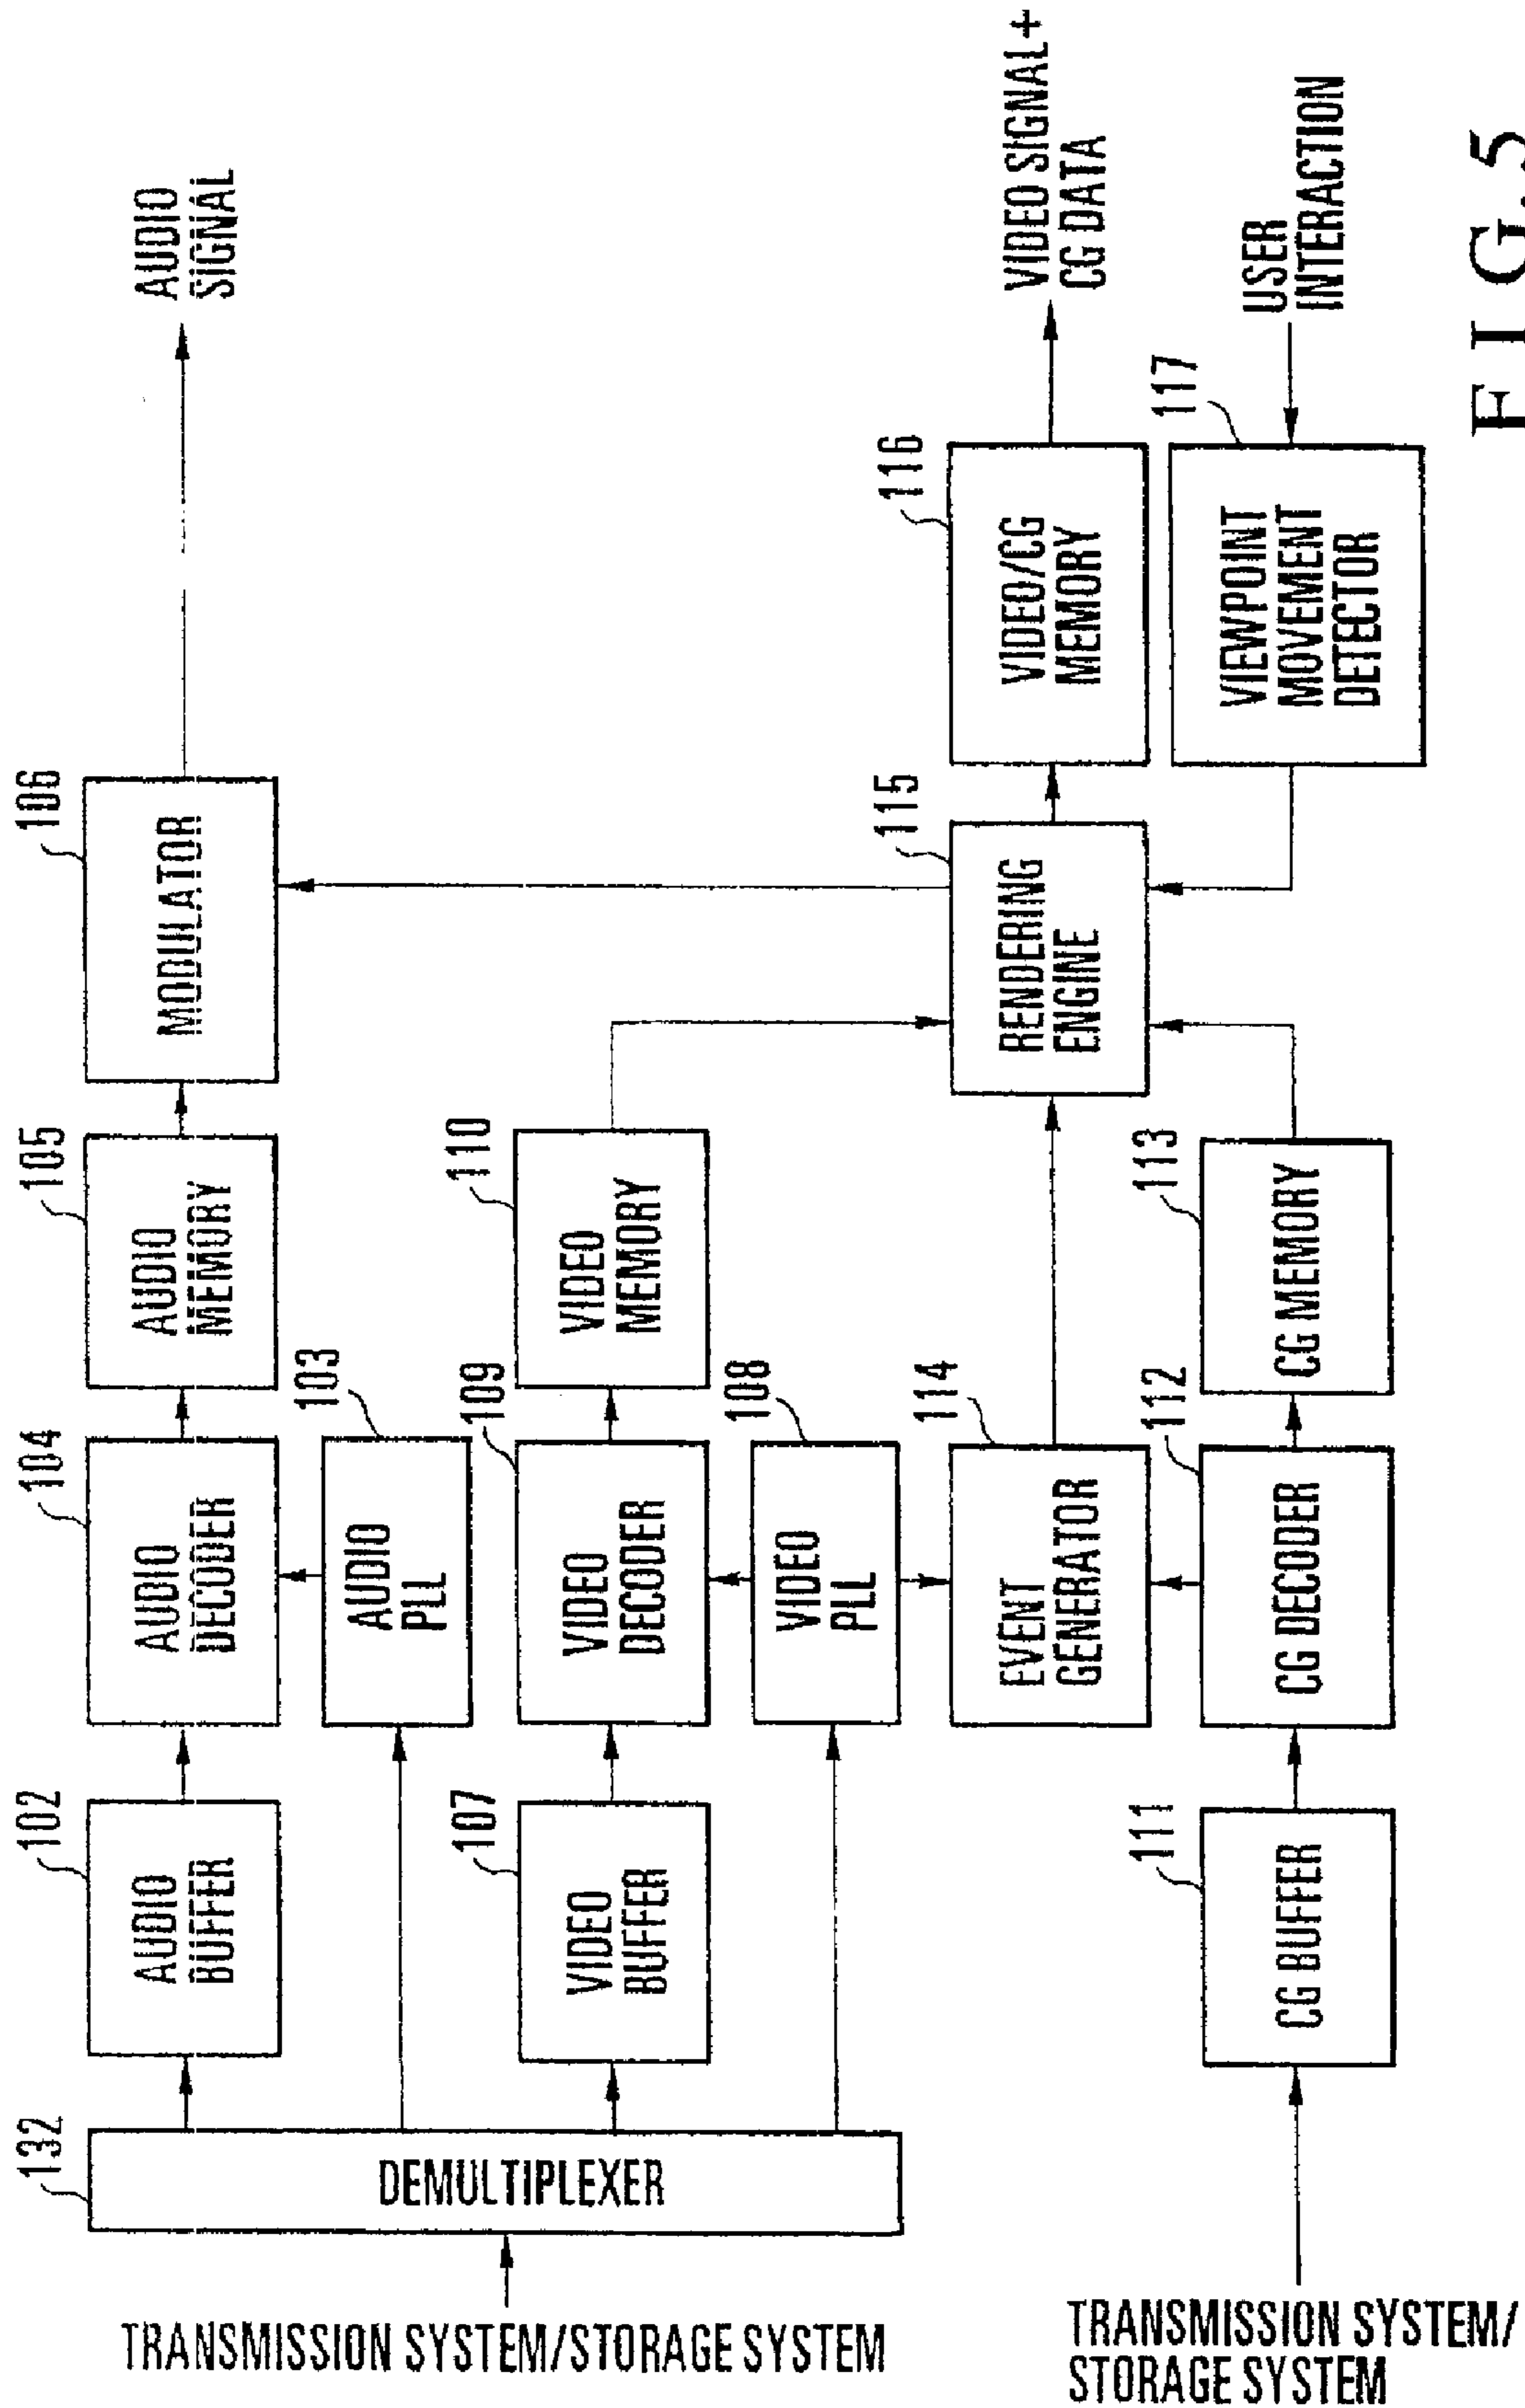 132
DEMULTIPLEXER
TRANSMISSION SYSTEM/STORAGE SYSTEM
102
AUDIO
BUFFER
104
AUDIO
DECODER
105
AUDIO
MEMORY
106
MODULATOR
AUDIO
SIGNAL
103
AUDIO
PLL
107
VIDEO
BUFFER
109
VIDEO
DECODER
110
VIDEO
MEMORY
108
VIDEO
PLL
114
EVENT
GENERATOR
115
RENDERING
ENGINE
116
VIDEO/CG
MEMORY
VIDEO SIGNAL+
CG DATA
TRANSMISSION SYSTEM/
STORAGE SYSTEM
111
CG BUFFER
112
CG DECODER
113
CG MEMORY
117
VIEWPOINT
MOVEMENT
DETECTOR
USER
INTERACTION
FIG.5